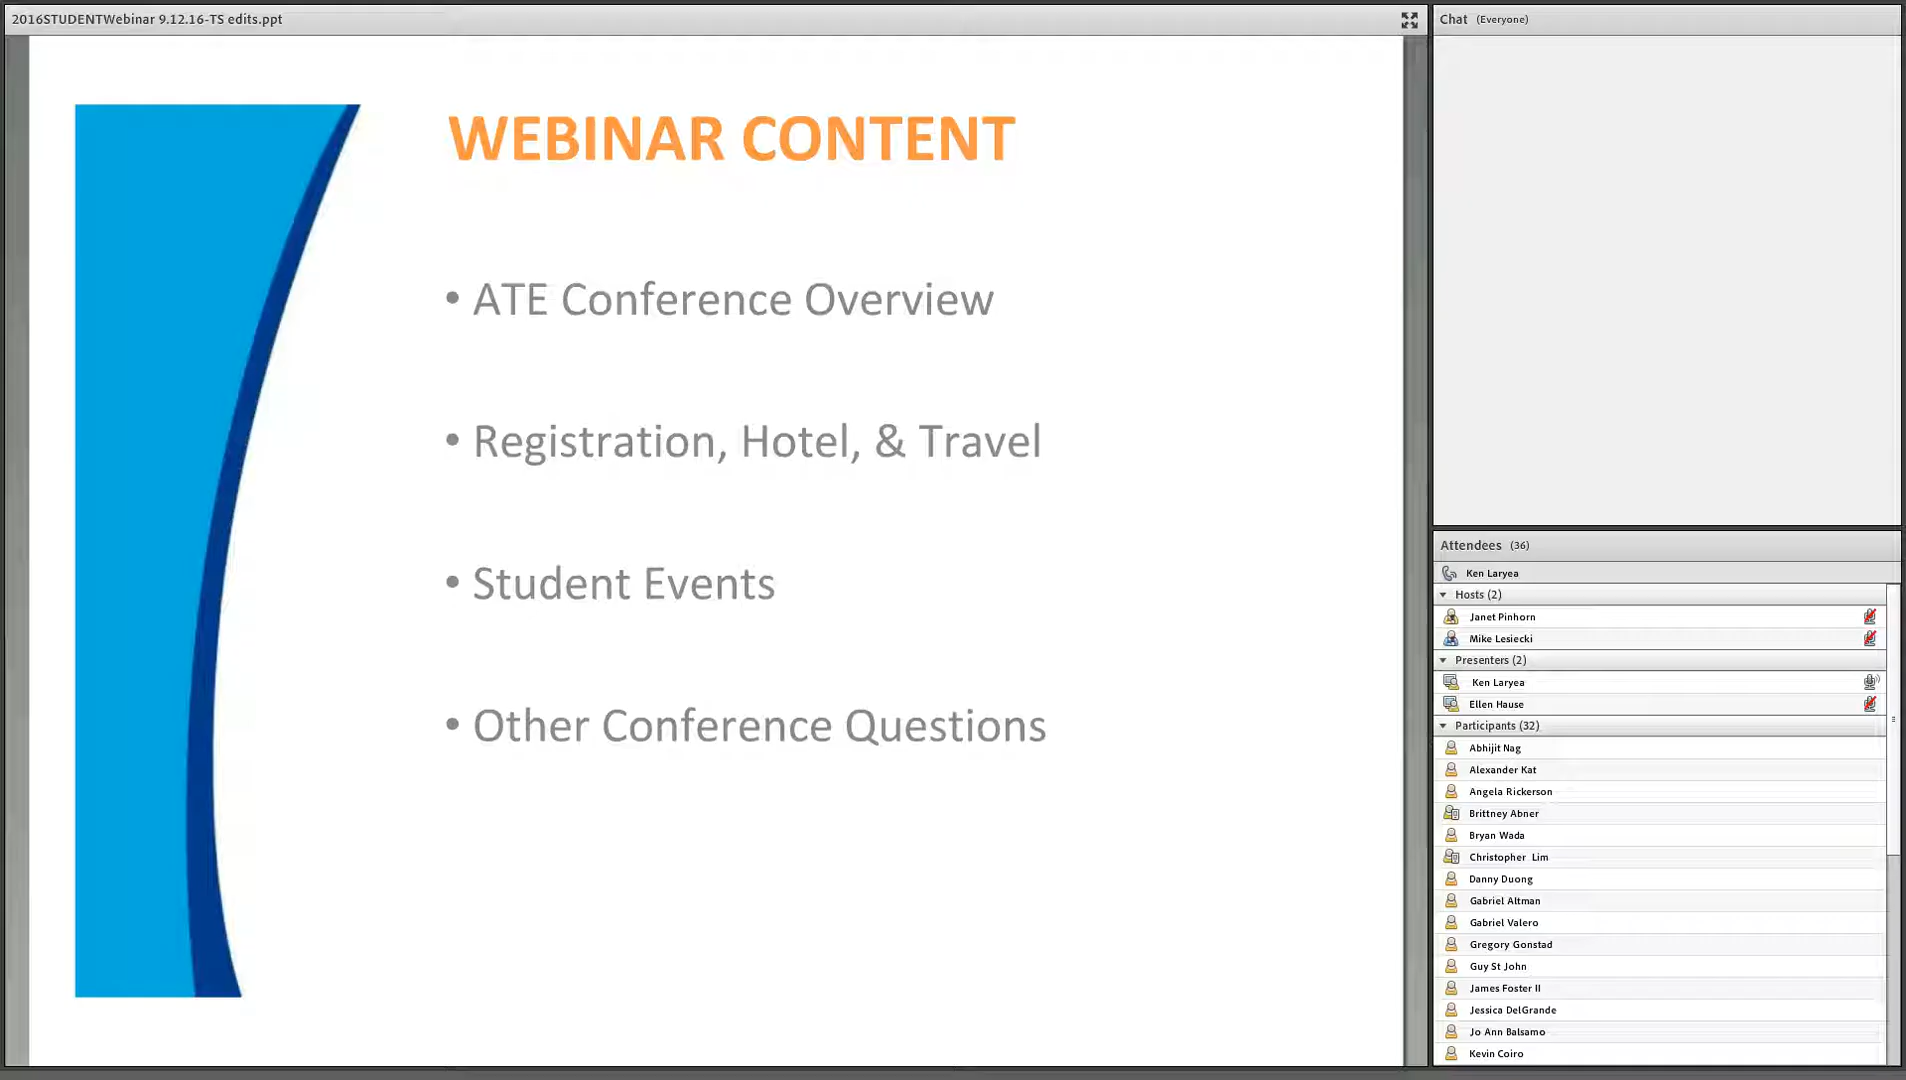 2016STUDENTWebinar 9.12.16-TS edits.ppt
WEBINAR CONTENT
• ATE Conference Overview
• Registration, Hotel, & Travel
• Student Events
• Other Conference Questions
Chat (Everyone)
Attendees (36)
Ken Laryea
Hosts (2)
Janet Pinhorn
Mike Lesiecki
Presenters (2)
Ken Laryea
Ellen Hause
Participants (32)
Abhijit Nag
Alexander Kat
Angela Rickerson
Brittney Abner
Bryan Wada
Christopher Lim
Danny Duong
Gabriel Altman
Gabriel Valero
Gregory Gonstad
Guy St John
James Foster II
Jessica DelGrande
Jo Ann Balsamo
Kevin Coiro